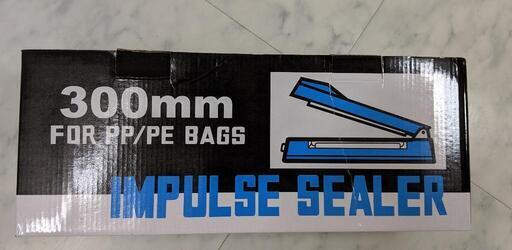 300mm
FOR PP/PE BAGS
IMPULSE SEALER